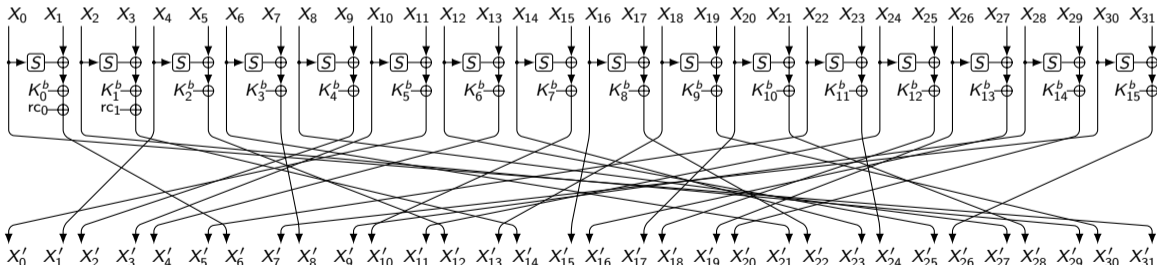 X₀ X₁ X₂ X₃ X₄ X₅ X₆ X₇ X₈ X₉ X₁₀ X₁₁ X₁₂ X₁₃ X₁₄ X₁₅ X₁₆ X₁₇ X₁₈ X₁₉ X₂₀ X₂₁ X₂₂ X₂₃ X₂₄ X₂₅ X₂₆ X₂₇ X₂₈ X₂₉ X₃₀ X₃₁
S S S S S S S S S S S S S S S S
K₀ᵇ K₁ᵇ K₂ᵇ K₃ᵇ K₄ᵇ K₅ᵇ K₆ᵇ K₇ᵇ K₈ᵇ K₉ᵇ K₁₀ᵇ K₁₁ᵇ K₁₂ᵇ K₁₃ᵇ K₁₄ᵇ K₁₅ᵇ
rc₀ rc₁
X′₀ X′₁ X′₂ X′₃ X′₄ X′₅ X′₆ X′₇ X′₈ X′₉ X′₁₀ X′₁₁ X′₁₂ X′₁₃ X′₁₄ X′₁₅ X′₁₆ X′₁₇ X′₁₈ X′₁₉ X′₂₀ X′₂₁ X′₂₂ X′₂₃ X′₂₄ X′₂₅ X′₂₆ X′₂₇ X′₂₈ X′₂₉ X′₃₀ X′₃₁